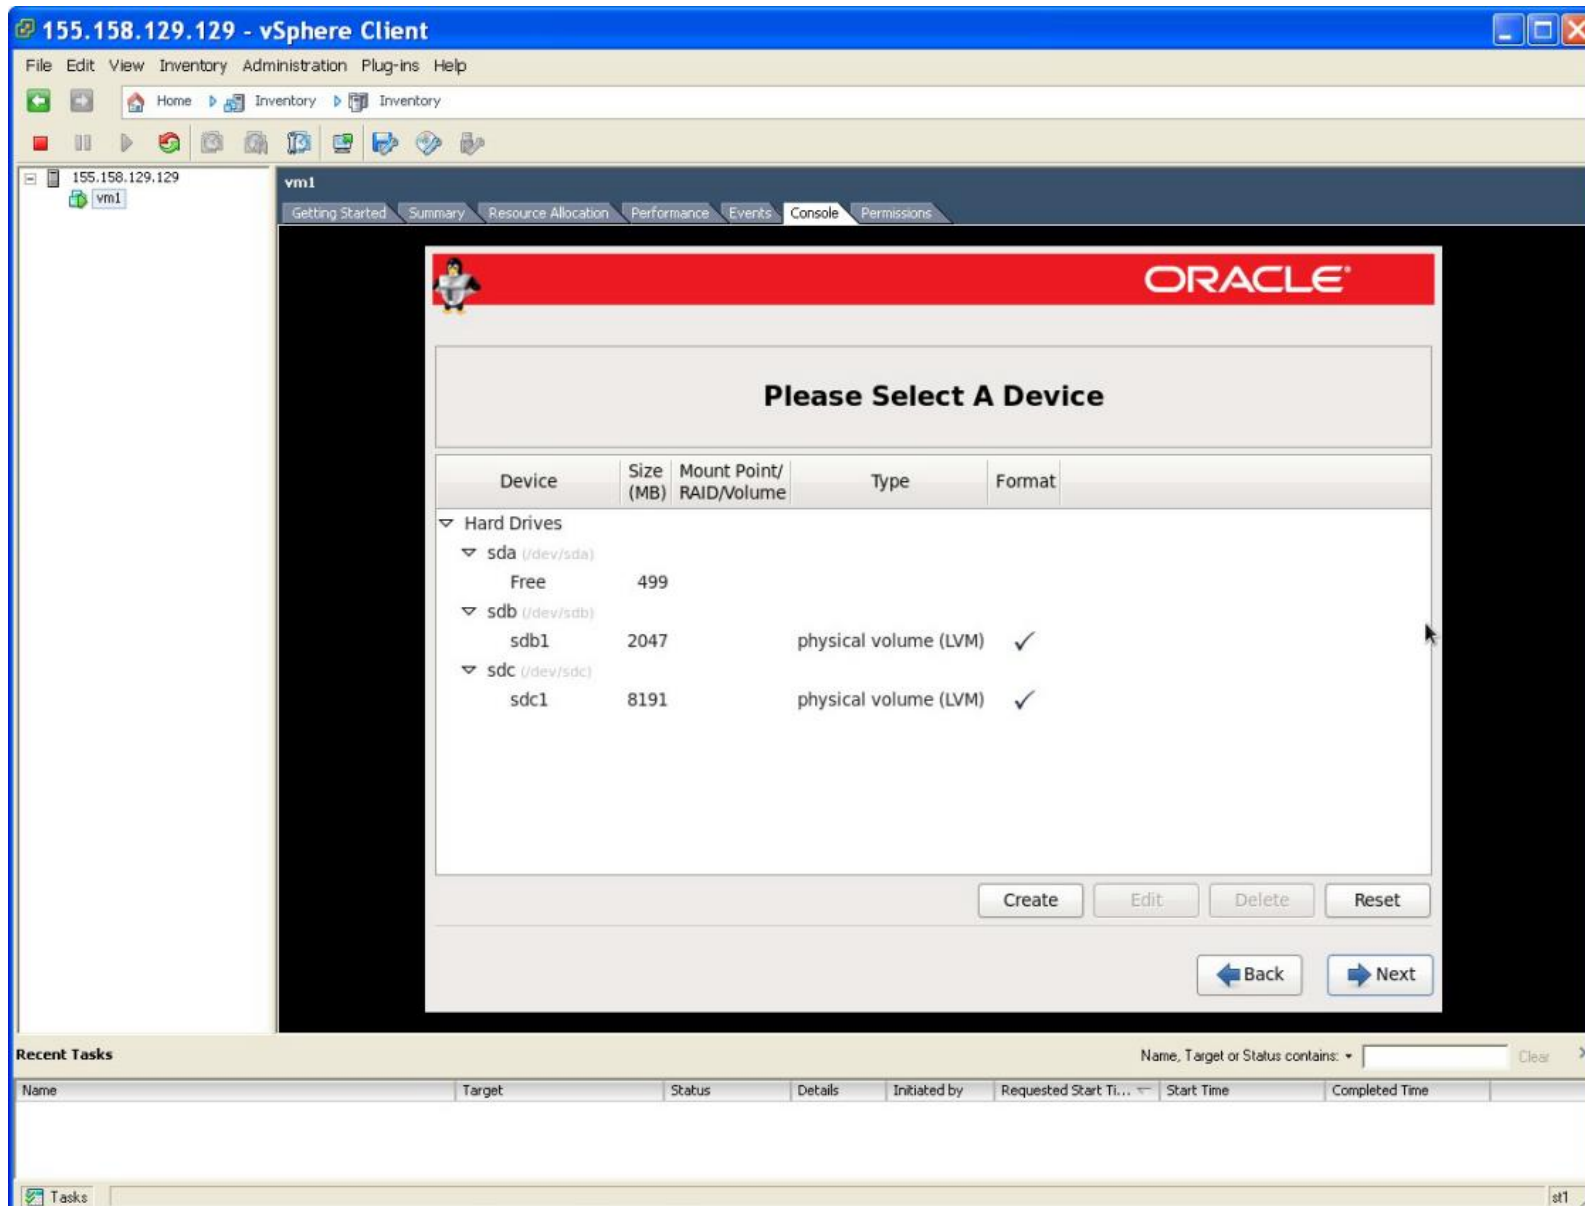 155.158.129.129 - vSphere Client
File Edit View Inventory Administration Plug-ins Help
Home Inventory Inventory
155.158.129.129
vm1
vm1
Getting Started Summary Resource Allocation Performance Events Console Permissions
ORACLE
Please Select A Device
Device Size (MB) Mount Point/ RAID/Volume Type Format
Hard Drives
sda (/dev/sda)
Free 499
sdb (/dev/sdb)
sdb1 2047 physical volume (LVM) ✓
sdc (/dev/sdc)
sdc1 8191 physical volume (LVM) ✓
Create Edit Delete Reset
Back Next
Recent Tasks Name, Target or Status contains: Clear
Name Target Status Details Initiated by Requested Start Ti... Start Time Completed Time
Tasks st1